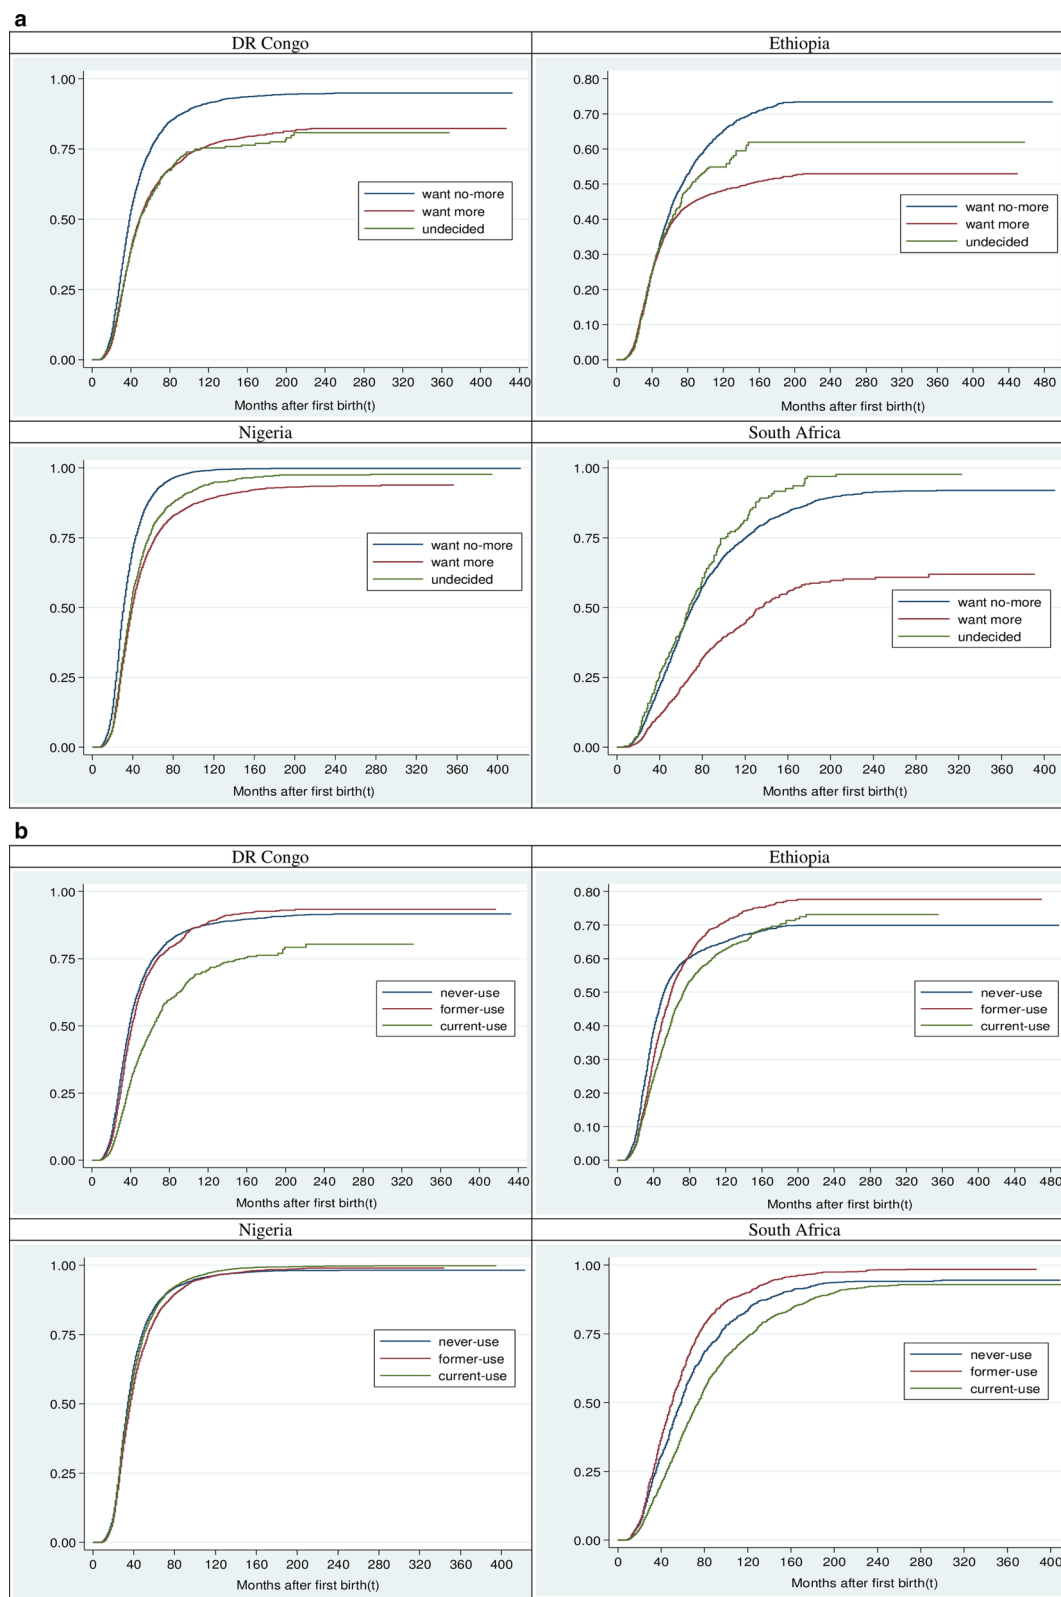 a
DR Congo
Ethiopia
1.00
0.75
0.50
0.25
0.00
want no-more
want more
undecided
0 40 80 120 160 200 240 280 320 360 400 440
Months after first birth(t)
0.80
0.70
0.60
0.50
0.40
0.30
0.20
0.10
0.00
want no-more
want more
undecided
0 40 80 120 160 200 240 280 320 360 400 440 480
Months after first birth(t)
Nigeria
South Africa
1.00
0.75
0.50
0.25
0.00
want no-more
want more
undecided
0 40 80 120 160 200 240 280 320 360 400
Months after first birth(t)
1.00
0.75
0.50
0.25
0.00
want no-more
want more
undecided
0 40 80 120 160 200 240 280 320 360 400
Months after first birth(t)
b
DR Congo
Ethiopia
1.00
0.75
0.50
0.25
0.00
never-use
former-use
current-use
0 40 80 120 160 200 240 280 320 360 400 440
Months after first birth(t)
0.80
0.70
0.60
0.50
0.40
0.30
0.20
0.10
0.00
never-use
former-use
current-use
0 40 80 120 160 200 240 280 320 360 400 440 480
Months after first birth(t)
Nigeria
South Africa
1.00
0.75
0.50
0.25
0.00
never-use
former-use
current-use
0 40 80 120 160 200 240 280 320 360 400
Months after first birth(t)
1.00
0.75
0.50
0.25
0.00
never-use
former-use
current-use
0 40 80 120 160 200 240 280 320 360 400
Months after first birth(t)